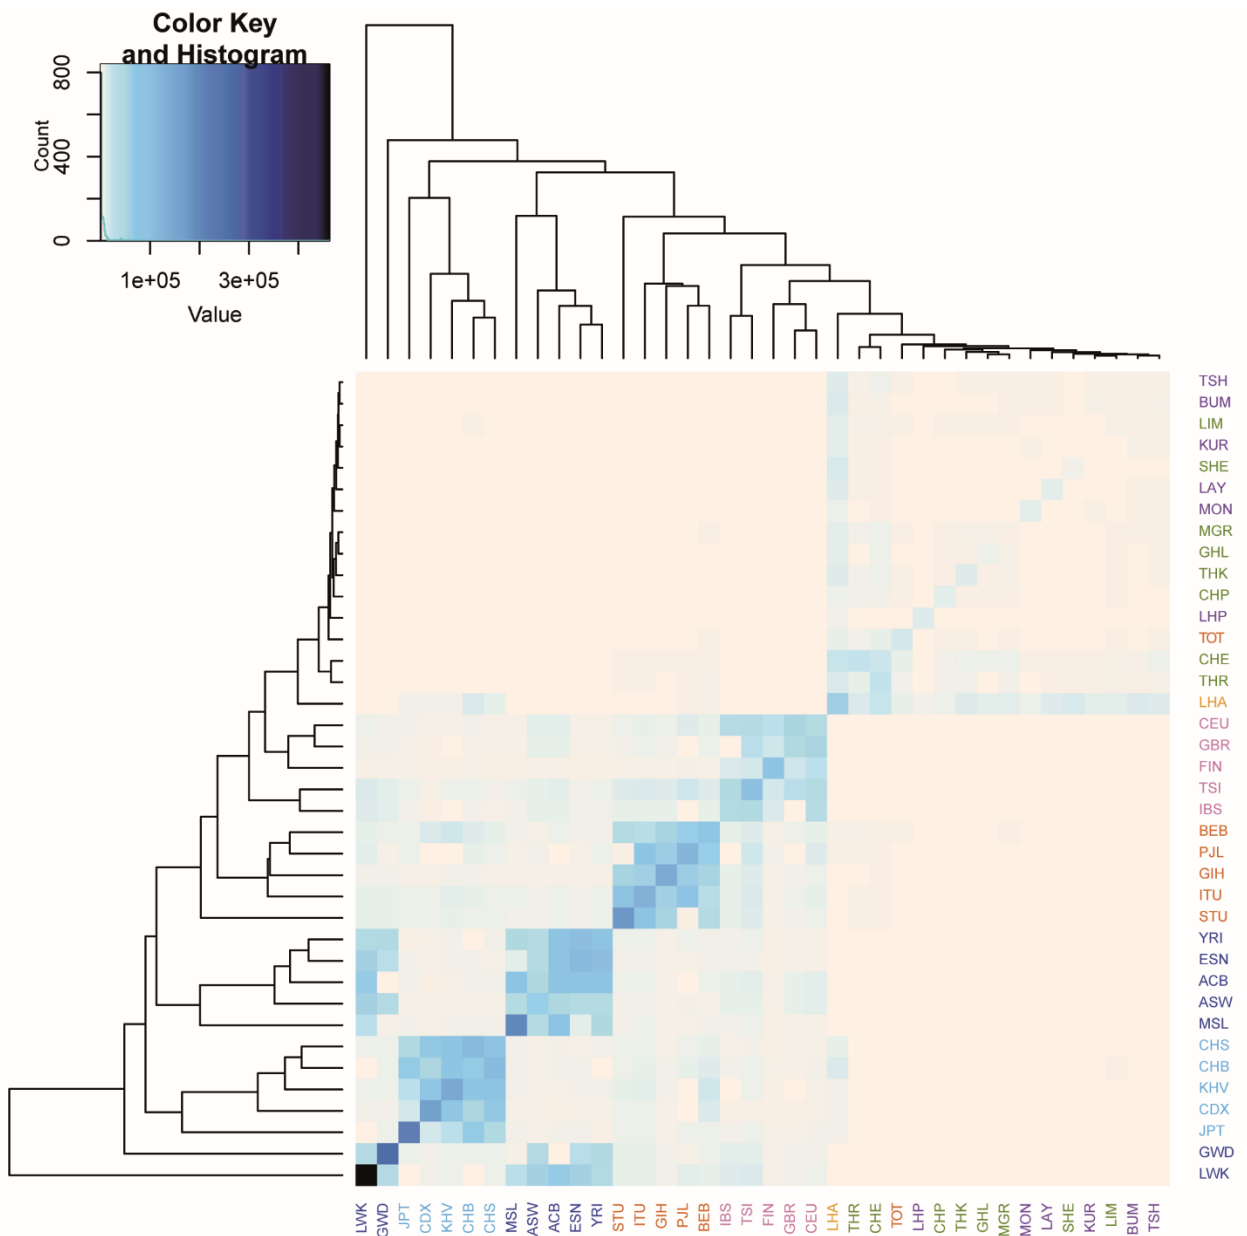 Color Key
and Histogram
Count
0
400
800
1e+05
3e+05
Value
TSH
BUM
LIM
KUR
SHE
LAY
MON
MGR
GHL
THK
CHP
LHP
TOT
CHE
THR
LHA
CEU
GBR
FIN
TSI
IBS
BEB
PJL
GIH
ITU
STU
YRI
ESN
ACB
ASW
MSL
CHS
CHB
KHV
CDX
JPT
GWD
LWK
LWK GWD JPT CDX KHV CHB CHS MSL ASW ACB ESN YRI STU ITU GIH PJL BEB IBS TSI FIN GBR CEU LHA THR CHE TOT LHP CHP THK GHL MGR MON LAY SHE KUR LIM BUM TSH